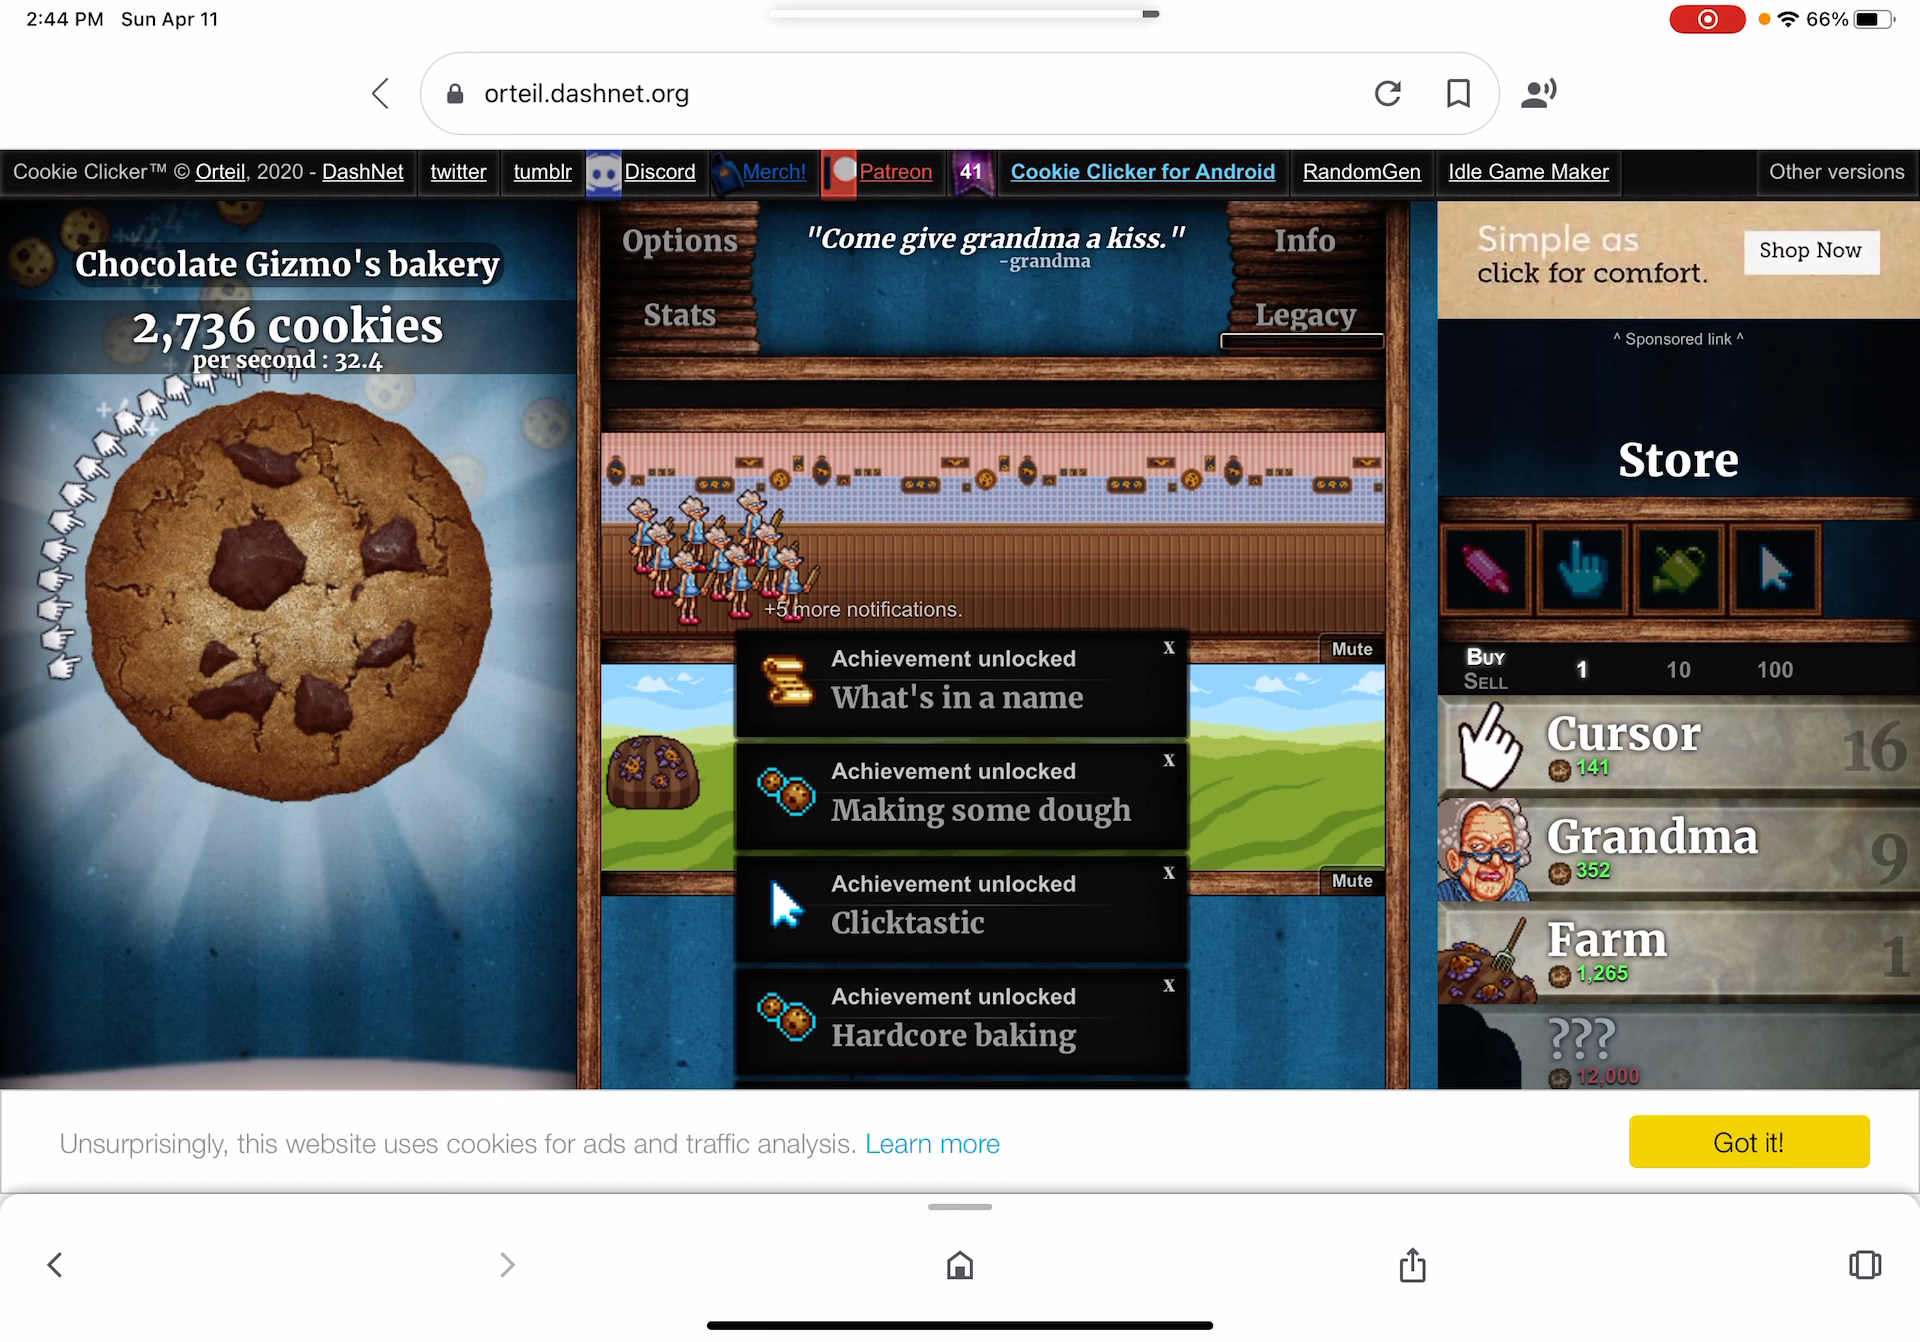 2:44 PM Sun Apr 11
66%
orteil.dashnet.org
Cookie Clicker™ © Orteil, 2020 - DashNet
twitter
tumblr
Discord
Merch!
Patreon
41
Cookie Clicker for Android
RandomGen
Idle Game Maker
Other versions
Chocolate Gizmo's bakery
2,736 cookies
per second : 32.4
Options
Stats
"Come give grandma a kiss."
-grandma
Info
Legacy
+5 more notifications.
Mute
Achievement unlocked
What's in a name
x
Achievement unlocked
Making some dough
x
Mute
Achievement unlocked
Clicktastic
x
Achievement unlocked
Hardcore baking
x
Simple as
click for comfort.
Shop Now
^ Sponsored link ^
Store
BUY
SELL
1
10
100
Cursor
141
16
Grandma
352
9
Farm
1,265
1
???
12,000
Unsurprisingly, this website uses cookies for ads and traffic analysis. Learn more
Got it!